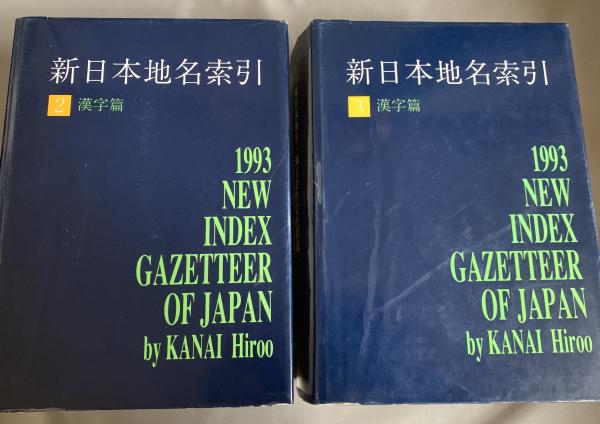 新日本地名索引
2 漢字篇
1993
NEW
INDEX
GAZETTEER
OF JAPAN
by KANAI Hiroo
新日本地名索引
3 漢字篇
1993
NEW
INDEX
GAZETTEER
OF JAPAN
by KANAI Hiroo